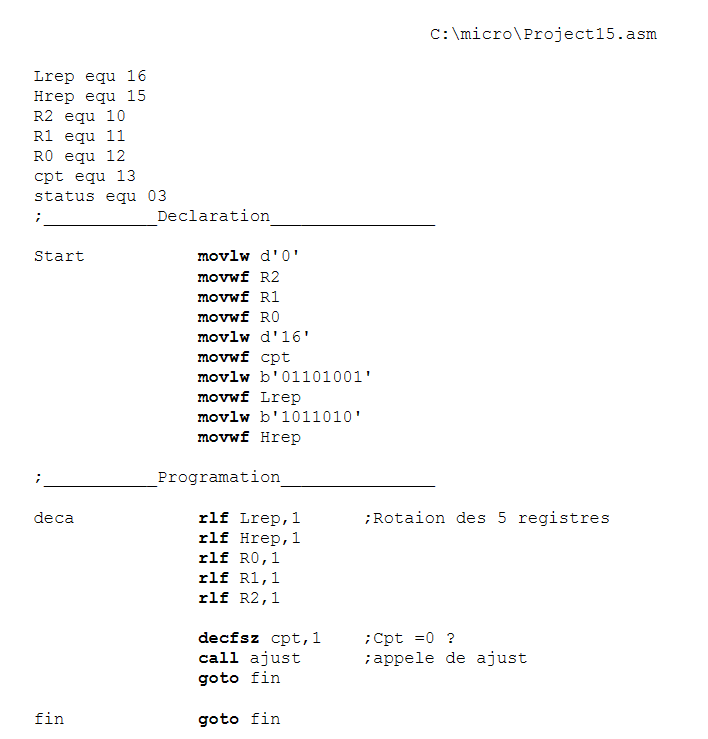 C:\micro\Project15.asm
Lrep equ 16
Hrep equ 15
R2 equ 10
R1 equ 11
R0 equ 12
cpt equ 13
status equ 03
;___________Declaration________________
Start movlw d'0'
movwf R2
movwf R1
movwf R0
movlw d'16'
movwf cpt
movlw b'01101001'
movwf Lrep
movlw b'1011010'
movwf Hrep
;___________Programation_______________
deca rlf Lrep,1 ;Rotaion des 5 registres
rlf Hrep,1
rlf R0,1
rlf R1,1
rlf R2,1
decfsz cpt,1 ;Cpt =0 ?
call ajust ;appele de ajust
goto fin
fin goto fin